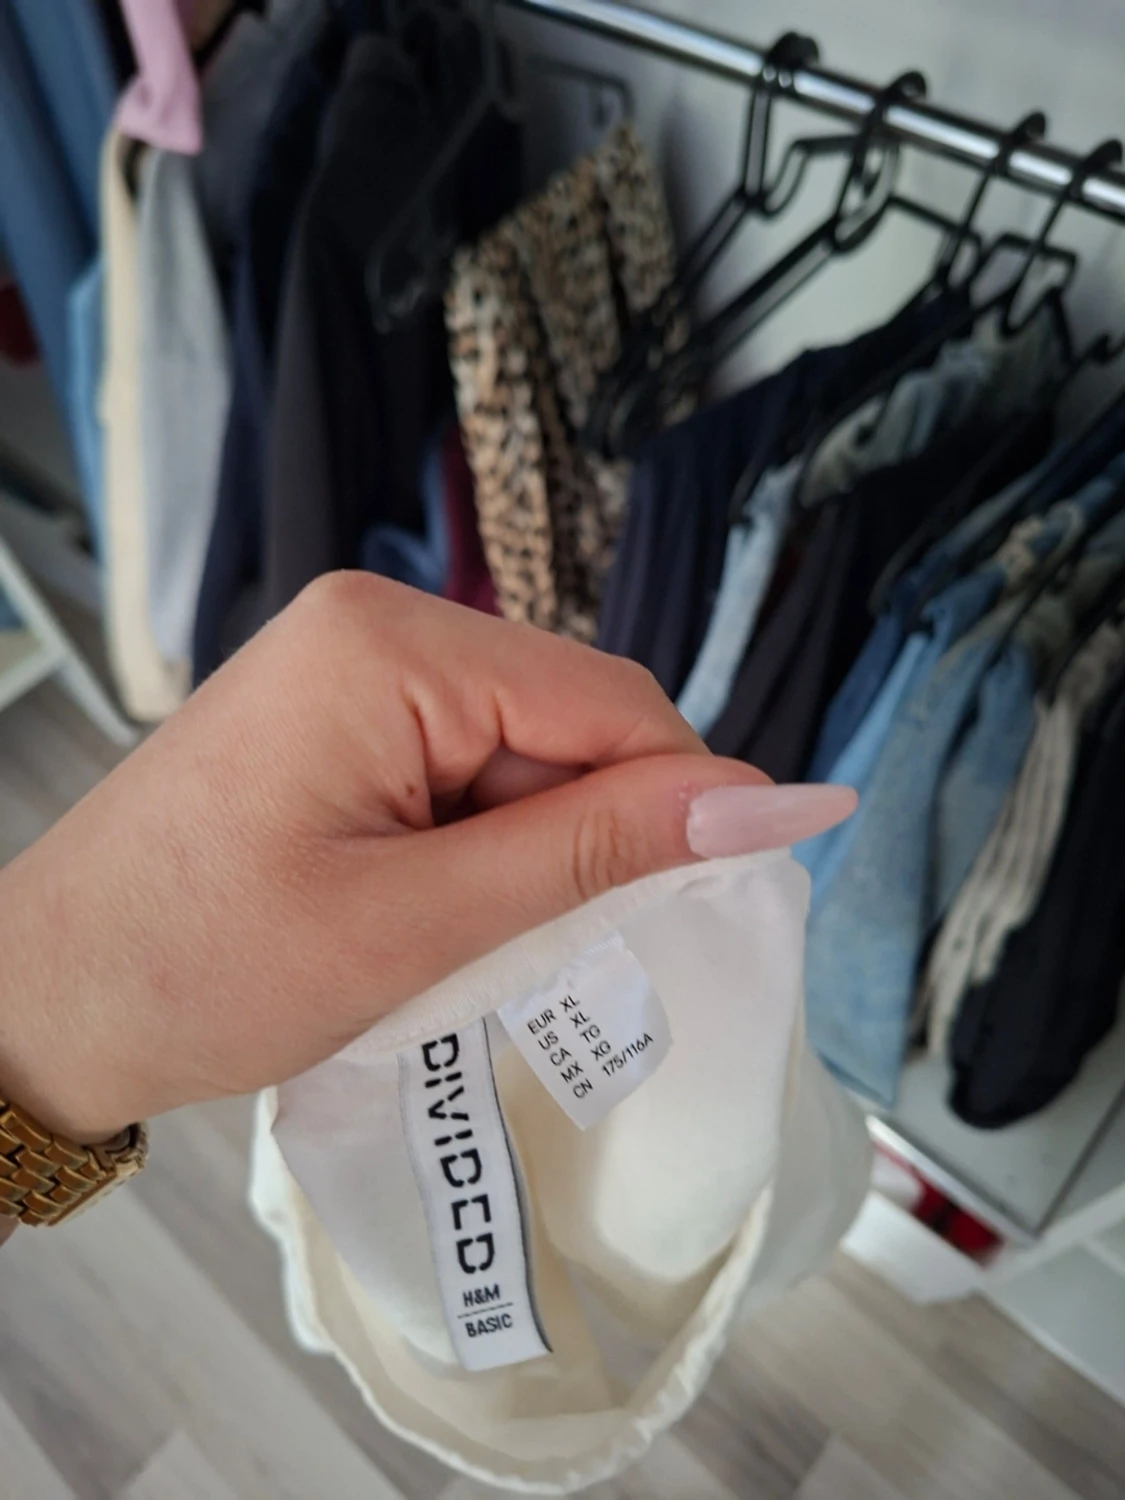 DIVIDED
H&M
BASIC
EUR XL
US XL
CA TG
MX XG
CN 175/116A